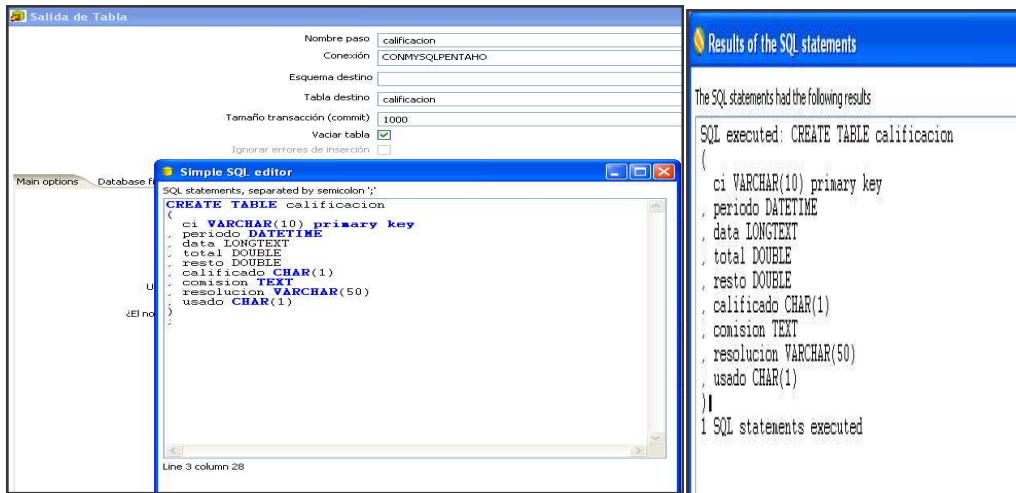 Salida de Tabla
Nombre paso calificacion
Conexión CONMYSQLPENTAHO
Esquema destino
Tabla destino calificacion
Tamaño transacción (commit) 1000
Vaciar tabla
Ignorar errores de inserción
Main options Database fi
U
¿El no
Simple SQL editor
SQL statements, separated by semicolon ';'
CREATE TABLE calificacion
(
ci VARCHAR(10) primary key
, periodo DATETIME
, data LONGTEXT
, total DOUBLE
, resto DOUBLE
, calificado CHAR(1)
, comision TEXT
, resolucion VARCHAR(50)
, usado CHAR(1)
)
;
Line 3 column 28
Results of the SQL statements
The SQL statements had the following results
SQL executed: CREATE TABLE calificacion
(
ci VARCHAR(10) primary key
, periodo DATETIME
, data LONGTEXT
, total DOUBLE
, resto DOUBLE
, calificado CHAR(1)
, comision TEXT
, resolucion VARCHAR(50)
, usado CHAR(1)
)
1 SQL statements executed